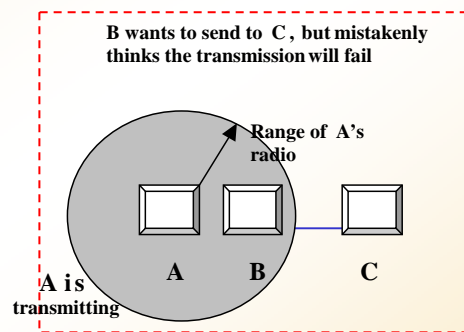 B wants to send to C, but mistakenly
thinks the transmission will fail
Range of A's
radio
A B C
A is
transmitting